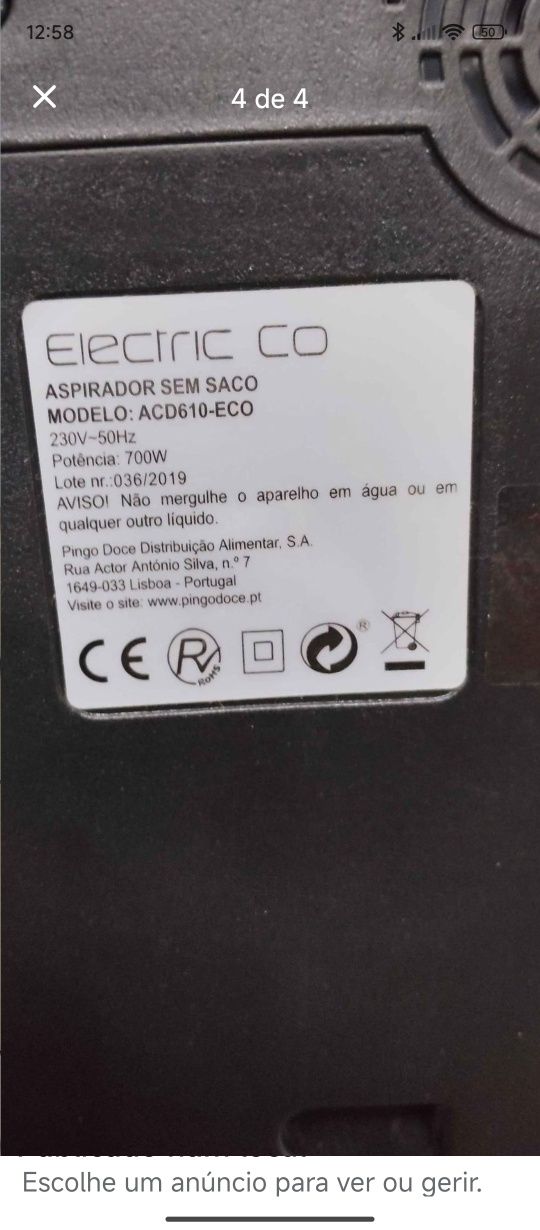 12:58
50
4 de 4
Electric Co
ASPIRADOR SEM SACO
MODELO: ACD610-ECO
230V~50Hz
Potência: 700W
Lote nr.:036/2019
AVISO! Não mergulhe o aparelho em água ou em
qualquer outro líquido.
Pingo Doce Distribuição Alimentar, S.A.
Rua Actor António Silva, n.º 7
1649-033 Lisboa - Portugal
Visite o site: www.pingodoce.pt
CE R RoHS ®
Escolhe um anúncio para ver ou gerir.